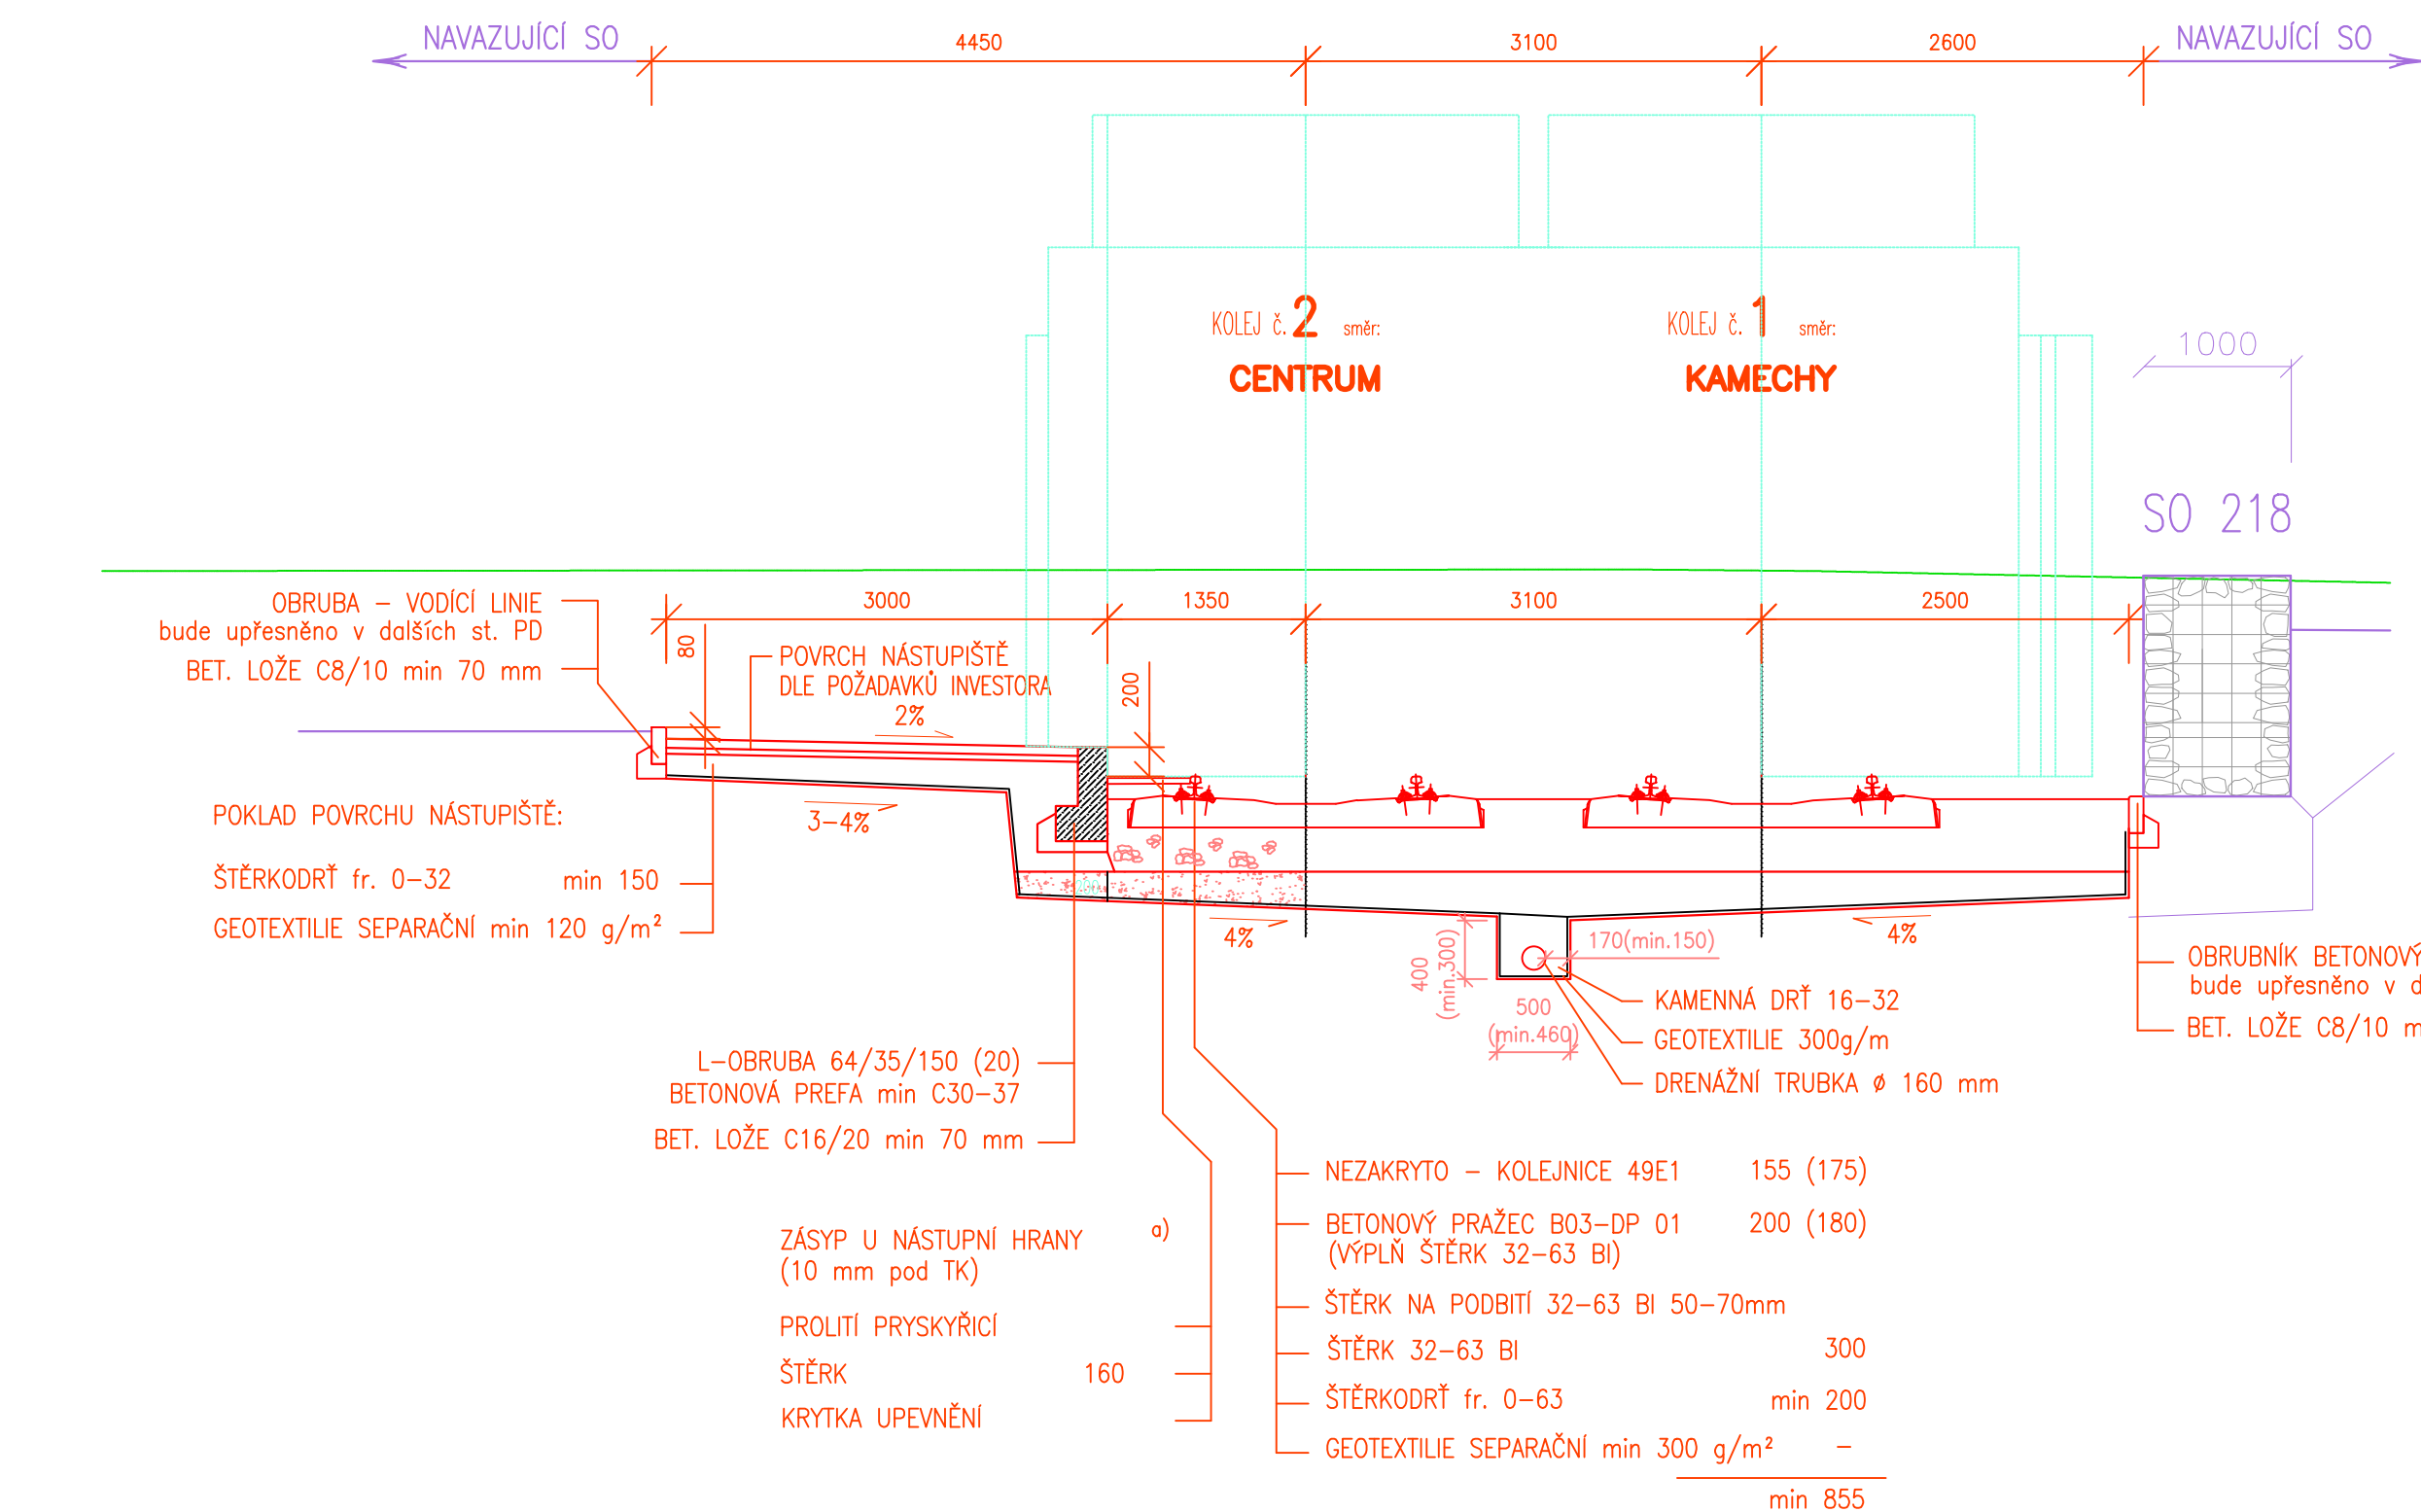 NAVAZUJÍCÍ SO
4450
3100
2600
NAVAZUJÍCÍ SO
KOLEJ č. 2 směr:
CENTRUM
KOLEJ č. 1 směr:
KAMECHY
1000
SO 218
OBRUBA – VODÍCÍ LINIE
bude upřesněno v dalších st. PD
BET. LOŽE C8/10 min 70 mm
3000
1350
3100
2500
80
POVRCH NÁSTUPIŠTĚ
DLE POŽADAVKŮ INVESTORA
2%
200
POKLAD POVRCHU NÁSTUPIŠTĚ:
3–4%
ŠTĚRKODRŤ fr. 0–32 min 150
GEOTEXTILIE SEPARAČNÍ min 120 g/m²
200
4%
4%
400
(min.300)
170(min.150)
500
(min.460)
KAMENNÁ DRŤ 16–32
GEOTEXTILIE 300g/m
DRENÁŽNÍ TRUBKA ø 160 mm
OBRUBNÍK BETONOVÝ
bude upřesněno v d
BET. LOŽE C8/10 m
L–OBRUBA 64/35/150 (20)
BETONOVÁ PREFA min C30–37
BET. LOŽE C16/20 min 70 mm
ZÁSYP U NÁSTUPNÍ HRANY a)
(10 mm pod TK)
PROLITÍ PRYSKYŘICÍ
ŠTĚRK 160
KRYTKA UPEVNĚNÍ
NEZAKRYTO – KOLEJNICE 49E1 155 (175)
BETONOVÝ PRAŽEC B03–DP 01 200 (180)
(VÝPLŇ ŠTĚRK 32–63 BI)
ŠTĚRK NA PODBITÍ 32–63 BI 50–70mm
ŠTĚRK 32–63 BI 300
ŠTĚRKODRŤ fr. 0–63 min 200
GEOTEXTILIE SEPARAČNÍ min 300 g/m² –
min 855